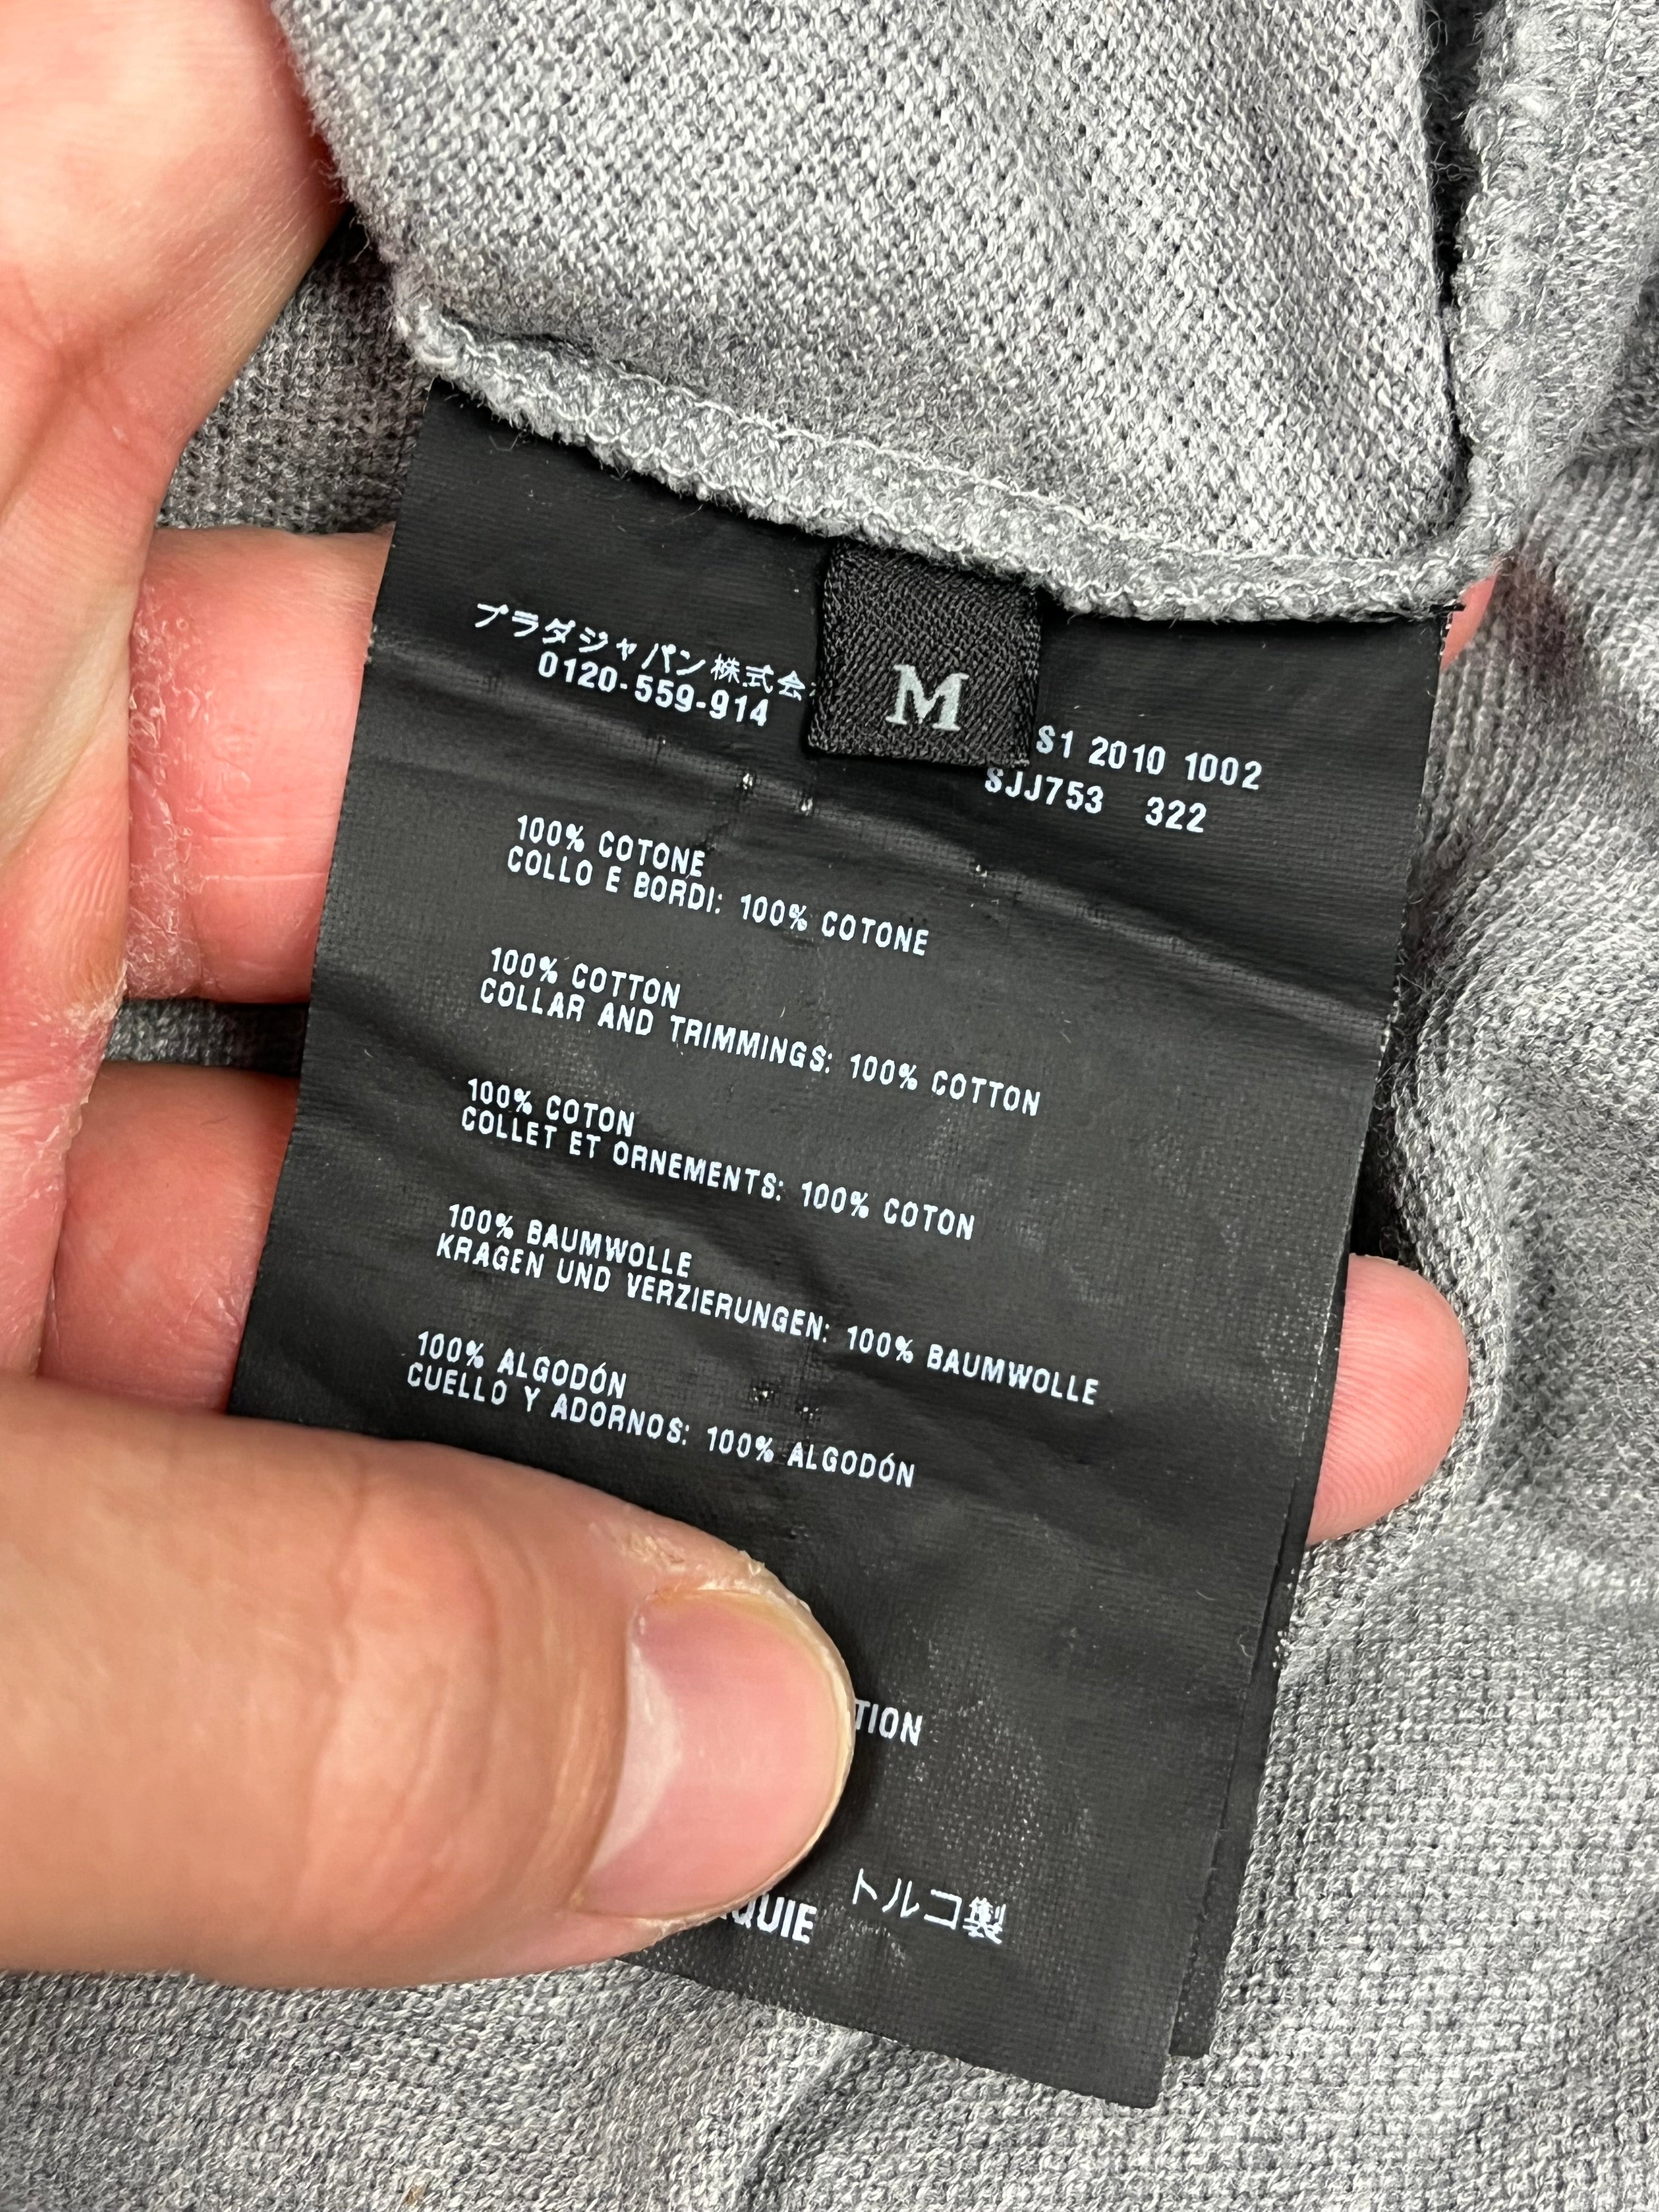 プラダジャパン株式会
0120-559-914
M
S1 2010 1002
SJJ753 322
100% COTONE
COLLO E BORDI: 100% COTONE
100% COTTON
COLLAR AND TRIMMINGS: 100% COTTON
100% COTON
COLLET ET ORNEMENTS: 100% COTON
100% BAUMWOLLE
KRAGEN UND VERZIERUNGEN: 100% BAUMWOLLE
100% ALGODÓN
CUELLO Y ADORNOS: 100% ALGODÓN
TION
QUIE トルコ製